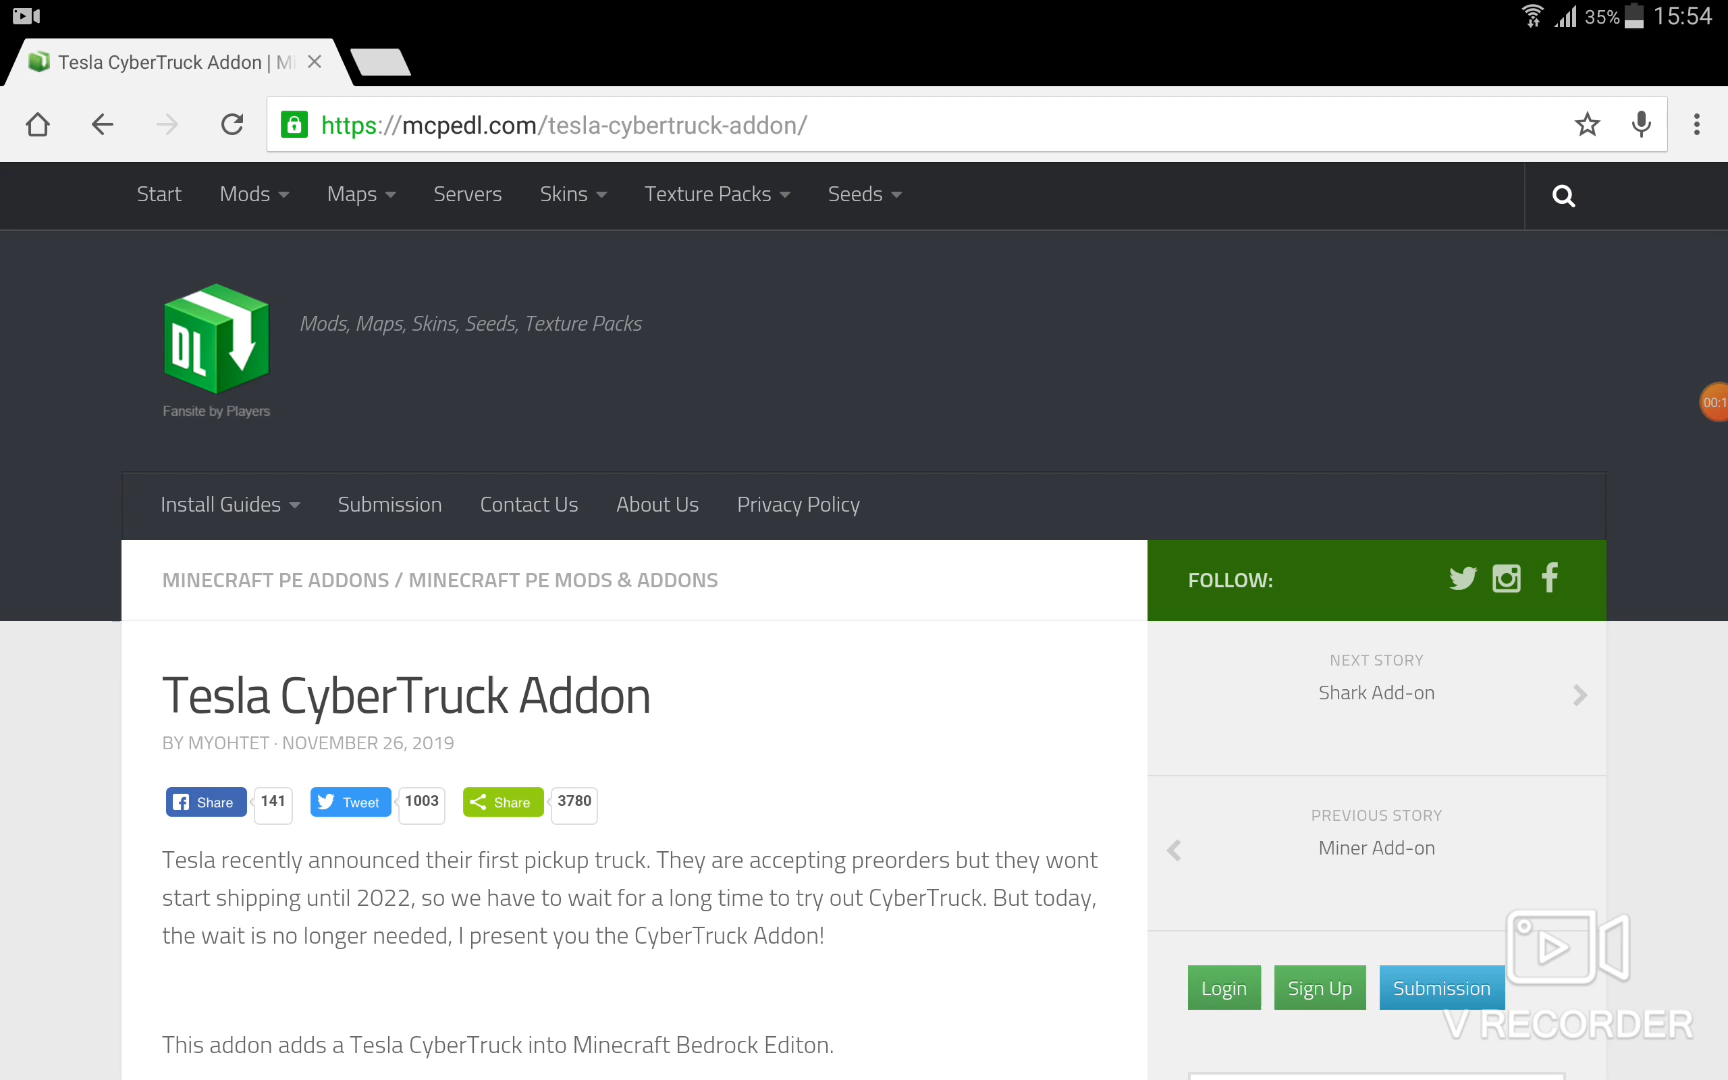 35% 15:54
Tesla CyberTruck Addon | Mi
https://mcpedl.com/tesla-cybertruck-addon/
Start Mods Maps Servers Skins Texture Packs Seeds
DL
Mods, Maps, Skins, Seeds, Texture Packs
Fansite by Players
00:1
Install Guides Submission Contact Us About Us Privacy Policy
MINECRAFT PE ADDONS / MINECRAFT PE MODS & ADDONS
FOLLOW:
Tesla CyberTruck Addon
BY MYOHTET · NOVEMBER 26, 2019
Share 141 Tweet 1003 Share 3780
Tesla recently announced their first pickup truck. They are accepting preorders but they wont
start shipping until 2022, so we have to wait for a long time to try out CyberTruck. But today,
the wait is no longer needed, I present you the CyberTruck Addon!
This addon adds a Tesla CyberTruck into Minecraft Bedrock Editon.
NEXT STORY
Shark Add-on
PREVIOUS STORY
Miner Add-on
Login Sign Up Submission
V RECORDER